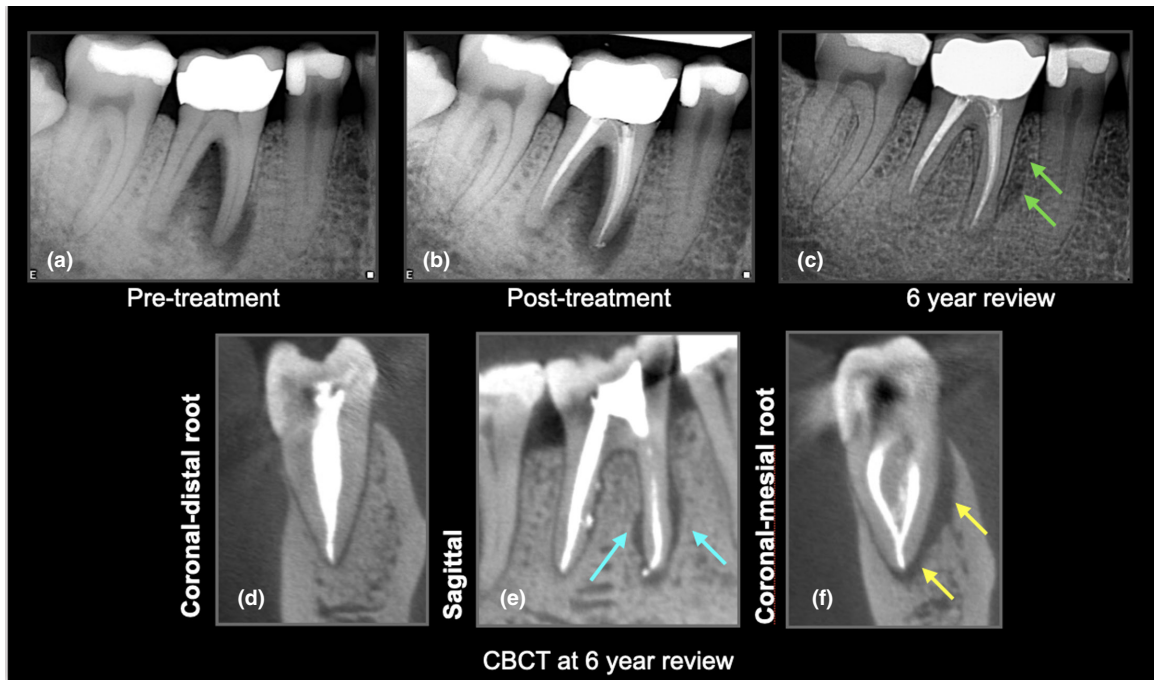 (a)
E
(b)
E
(c)
Pre-treatment
Post-treatment
6 year review
Coronal-distal root
(d)
Sagittal
(e)
Coronal-mesial root
(f)
CBCT at 6 year review